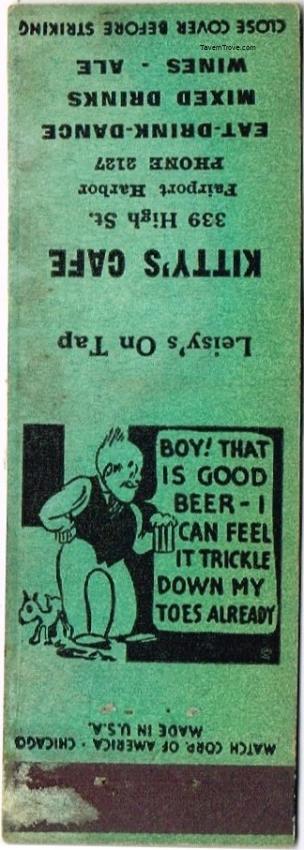 CLOSE COVER BEFORE STRIKING
TavernTrove.com
WINES - ALE
MIXED DRINKS
EAT-DRINK-DANCE
PHONE 2127
Fairport Harbor
339 High St.
KITTY'S CAFE
Leisy's On Tap
BOY! THAT
IS GOOD
BEER - I
CAN FEEL
IT TRICKLE
DOWN MY
TOES ALREADY
MADE IN U.S.A.
MATCH CORP. OF AMERICA · CHICAGO